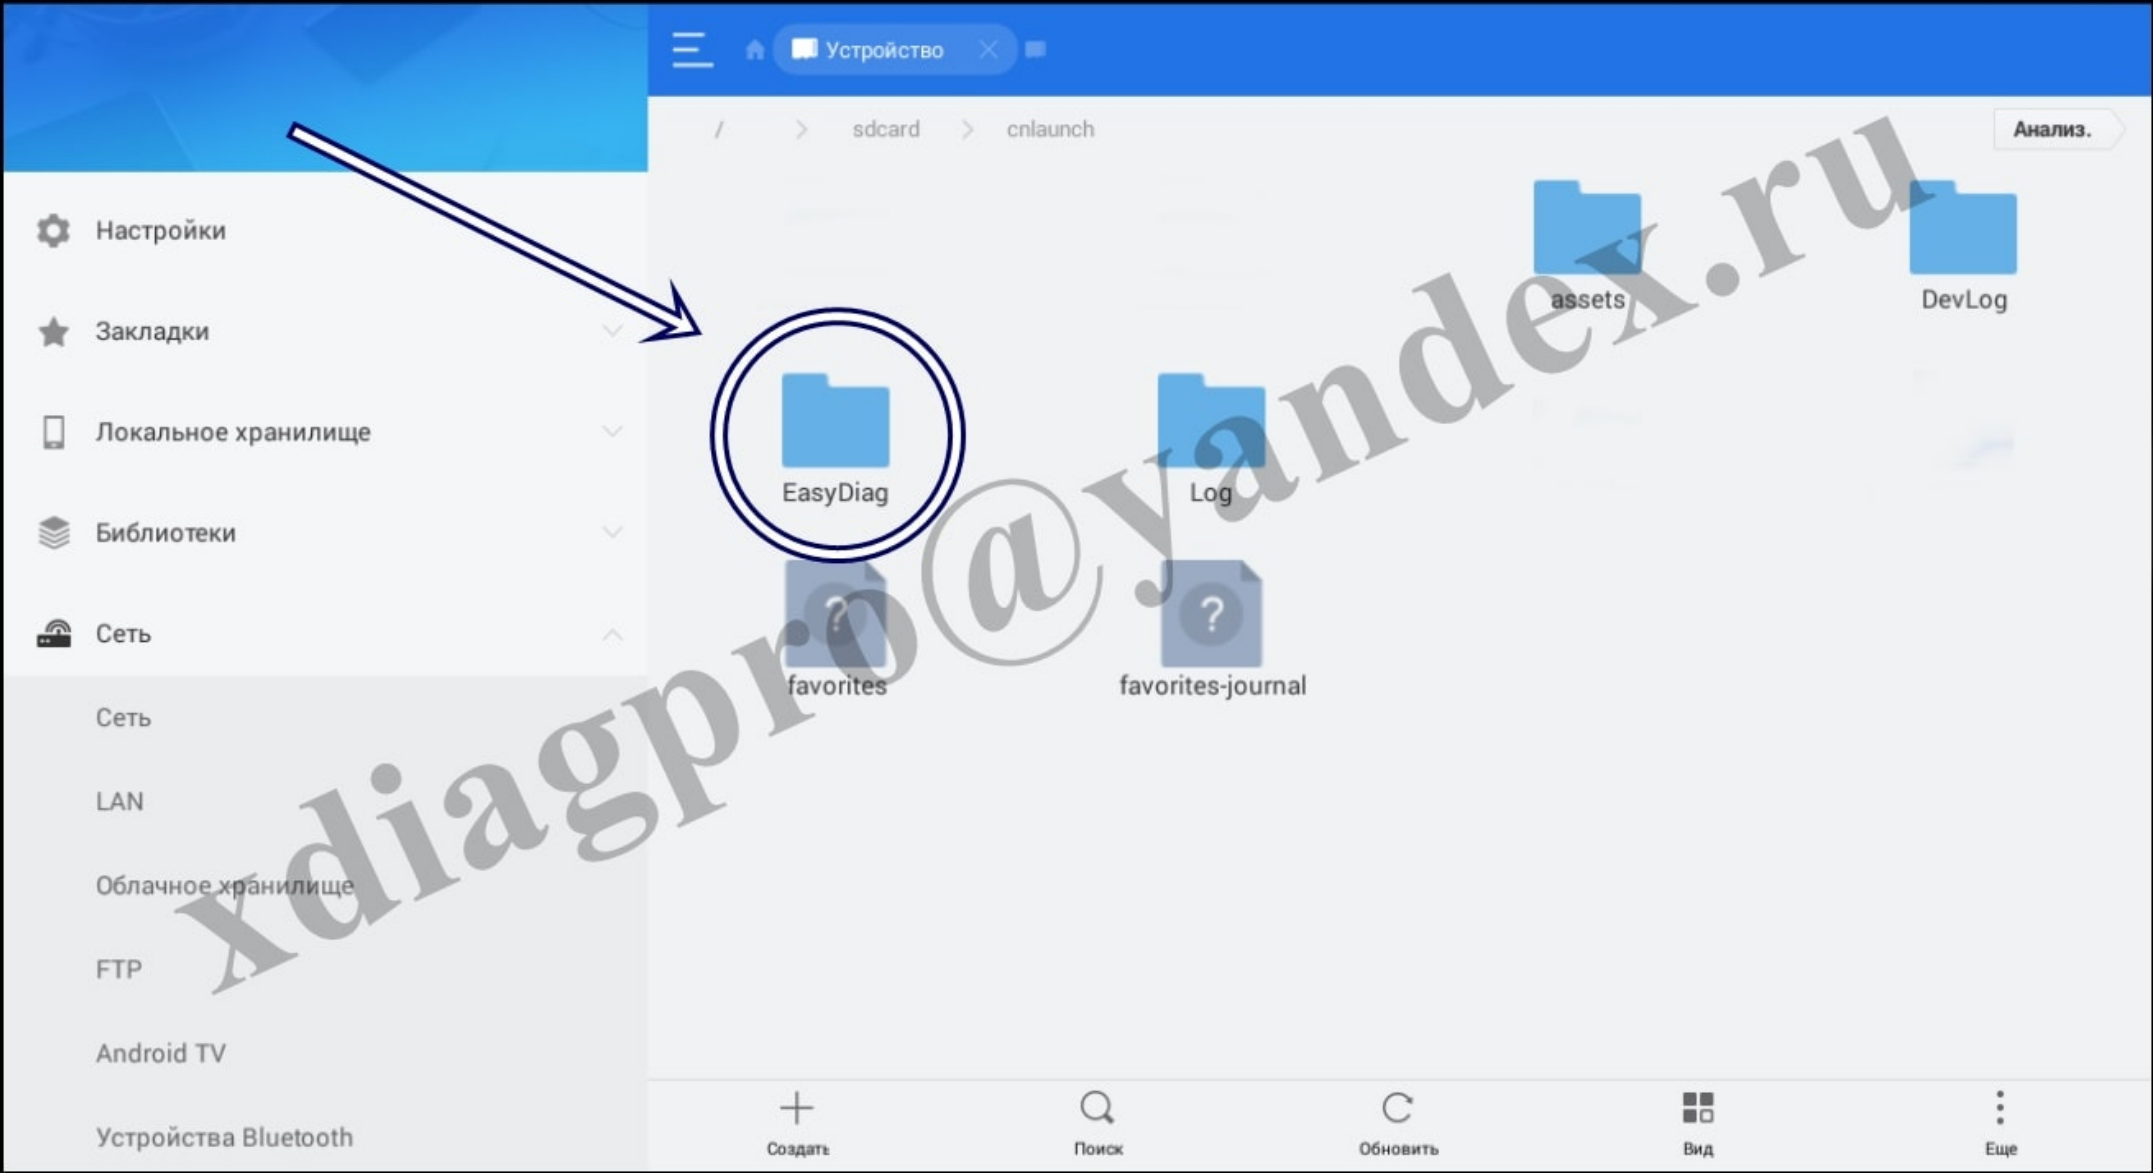 Устройство
/ > sdcard > cnlaunch
Анализ.
Настройки
Закладки
Локальное хранилище
Библиотеки
Сеть
Сеть
LAN
Облачное хранилище
FTP
Android TV
Устройства Bluetooth
assets
DevLog
EasyDiag
Log
favorites
favorites-journal
xdiagpro@yandex.ru
Создать
Поиск
Обновить
Вид
Еще